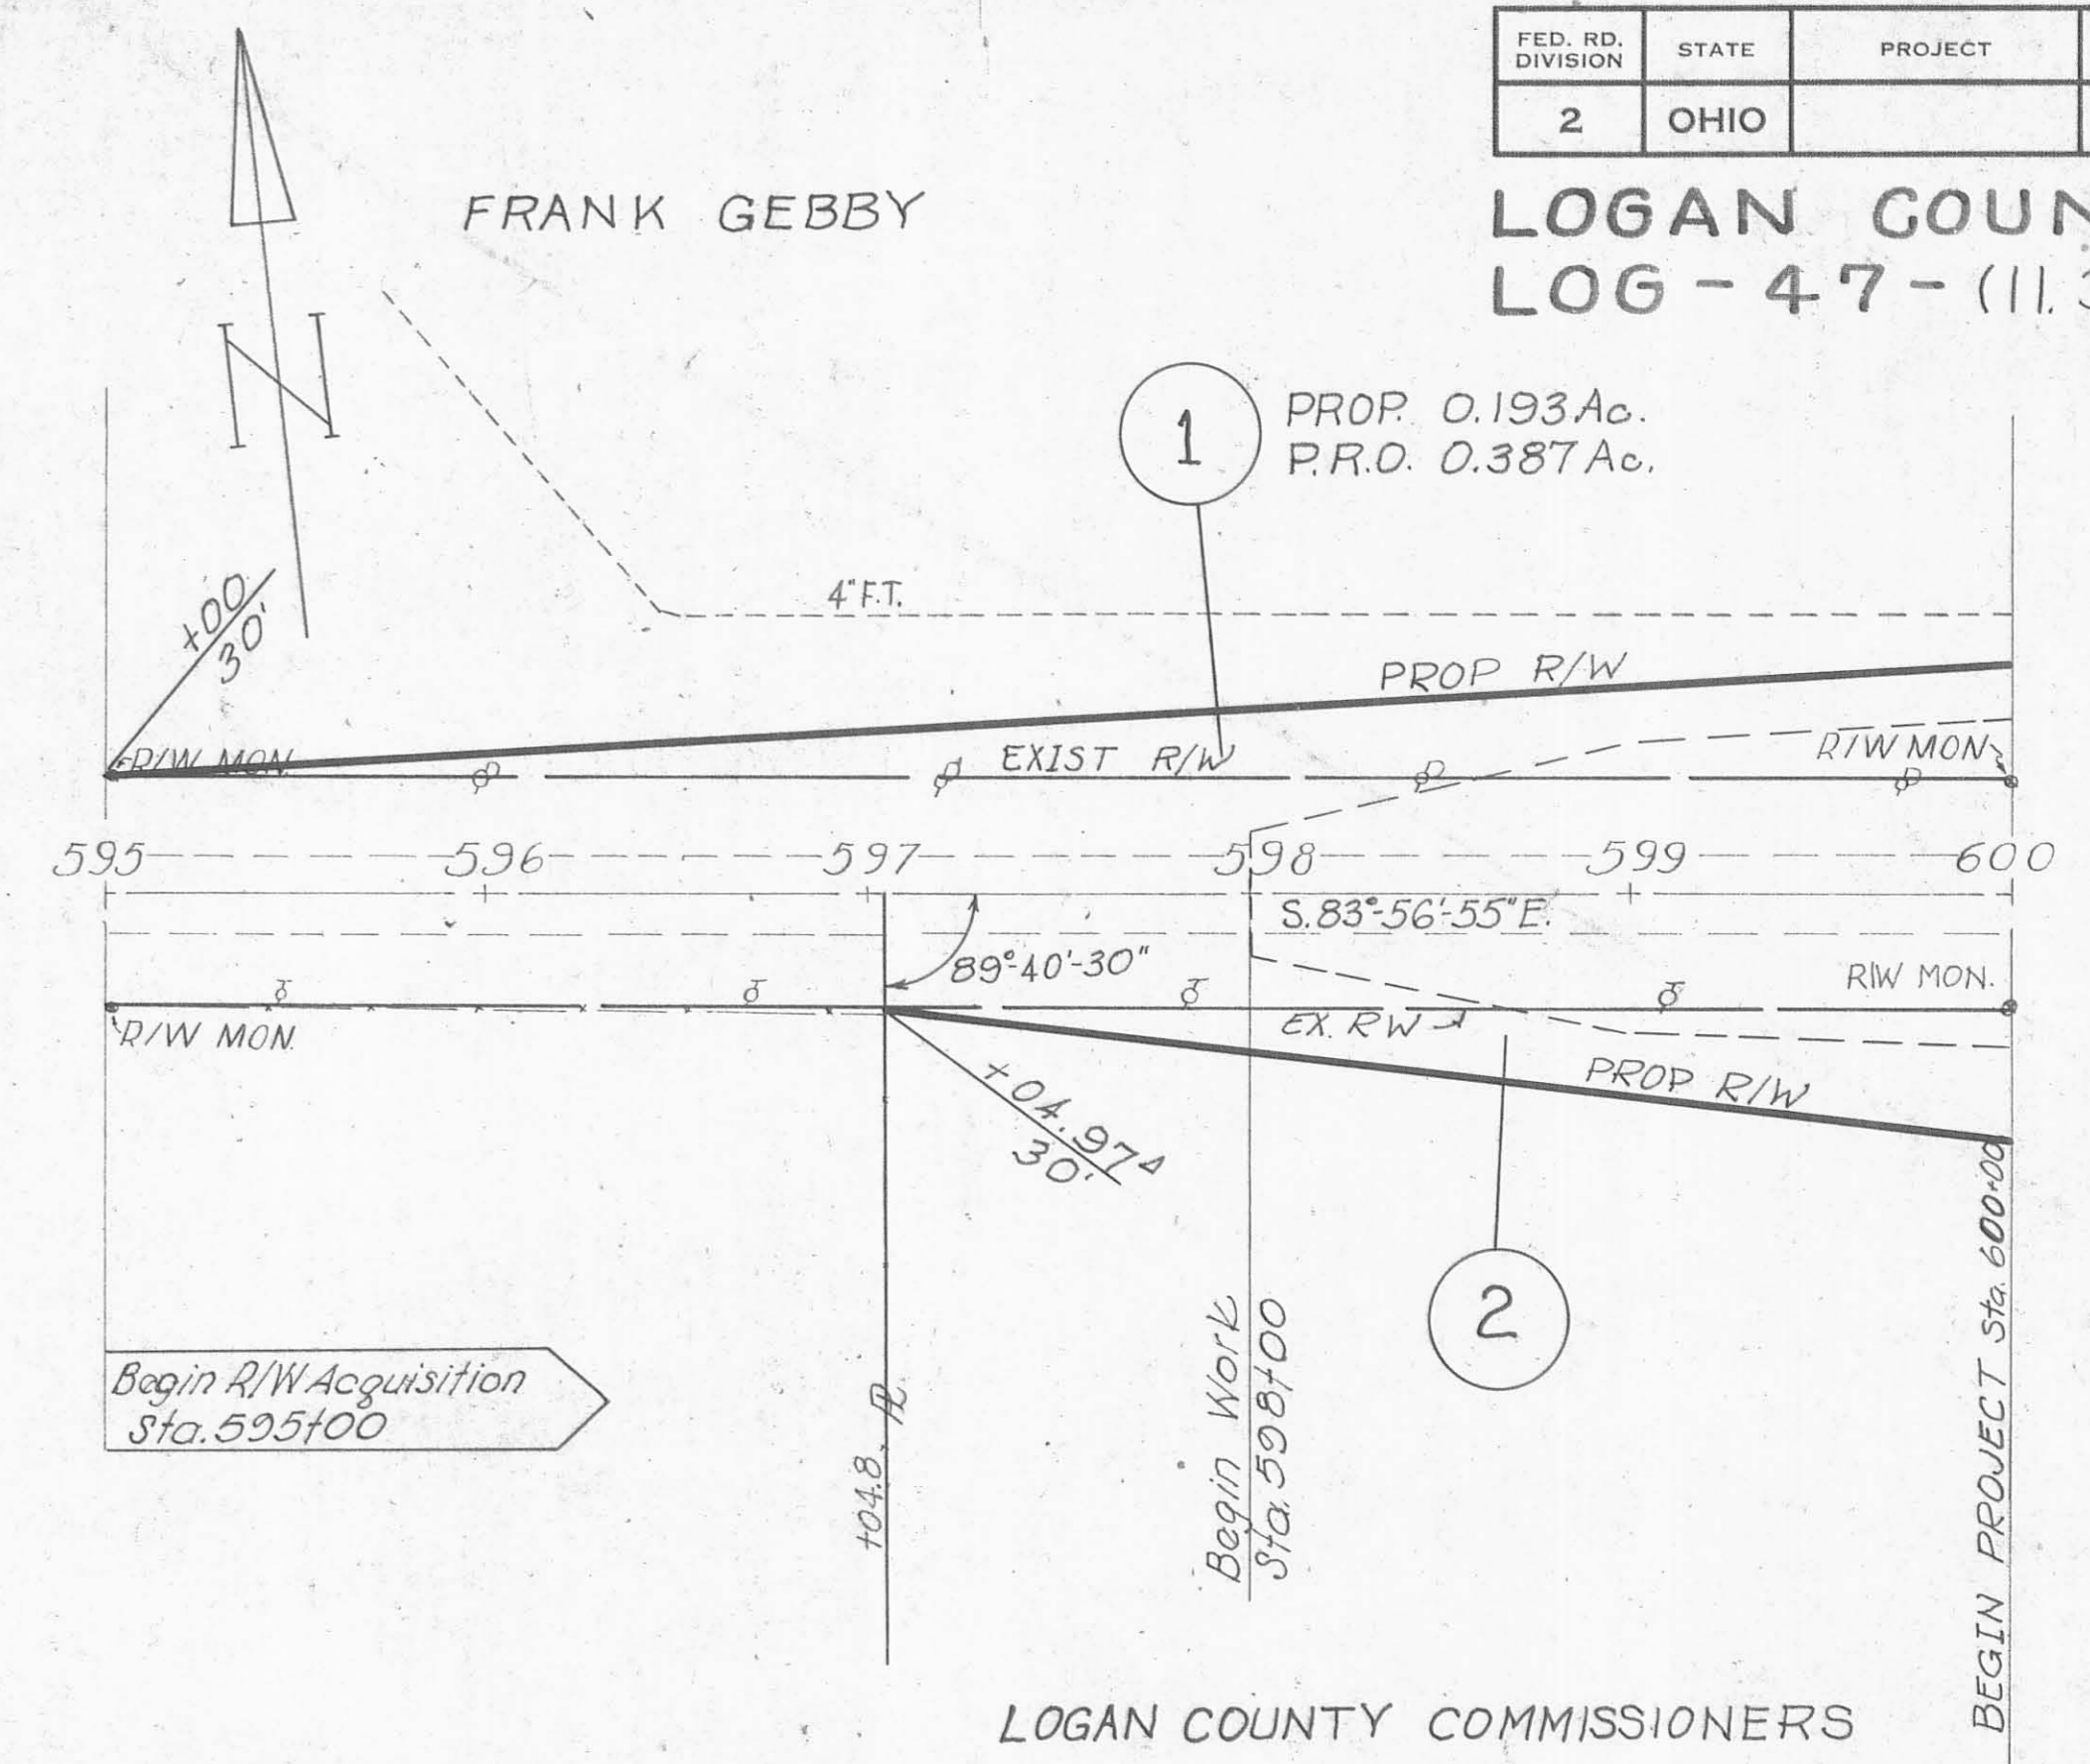 FED. RD. DIVISION STATE PROJECT
2 OHIO
LOGAN COUN
LOG-47-(11.3
FRANK GEBBY
N
1
PROP. 0.193 Ac.
P.R.O. 0.387 Ac.
+00
30'
4" F.T.
PROP R/W
R/W MON.
EXIST R/W
R/W MON.
595 596 597 598 599 600
S.83°-56'-55"E.
89°-40'-30"
R/W MON.
R/W MON.
EX. R W
PROP R/W
+04.97
30'
2
Begin R/W Acquisition
Sta. 595+00
+04.8 PL
Begin Work
Sta. 598+00
BEGIN PROJECT Sta. 600+00
LOGAN COUNTY COMMISSIONERS